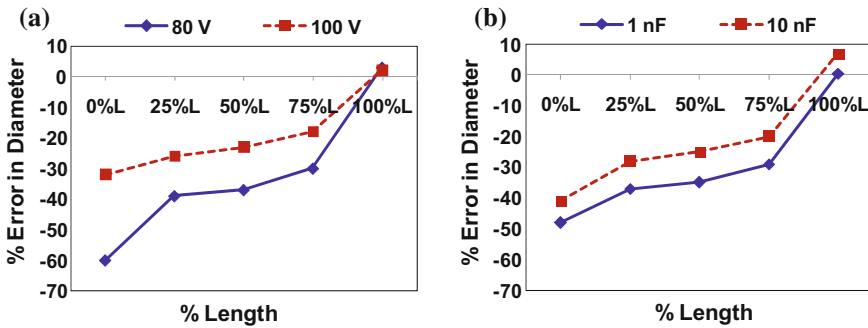 (a)
80 V
100 V
% Error in Diameter
10
0
-10
-20
-30
-40
-50
-60
-70
0%L
25%L
50%L
75%L
100%L
% Length
(b)
1 nF
10 nF
% Error in Diameter
10
0
-10
-20
-30
-40
-50
-60
-70
0%L
25%L
50%L
75%L
100%L
% Length